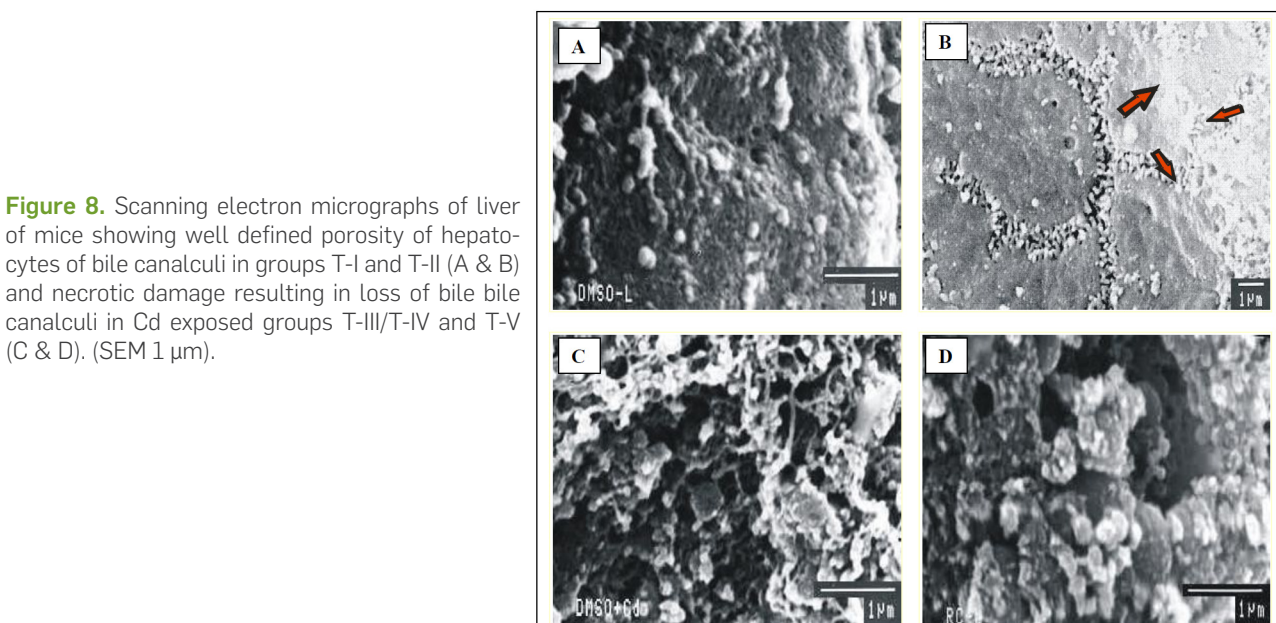 Figure 8. Scanning electron micrographs of liver
of mice showing well defined porosity of hepato-
cytes of bile canalculi in groups T-I and T-II (A & B)
and necrotic damage resulting in loss of bile bile
canalculi in Cd exposed groups T-III/T-IV and T-V
(C & D). (SEM 1 µm).
A
DMSO-L
1µm
B
1µm
C
DMSO+Cd
1µm
D
1µm